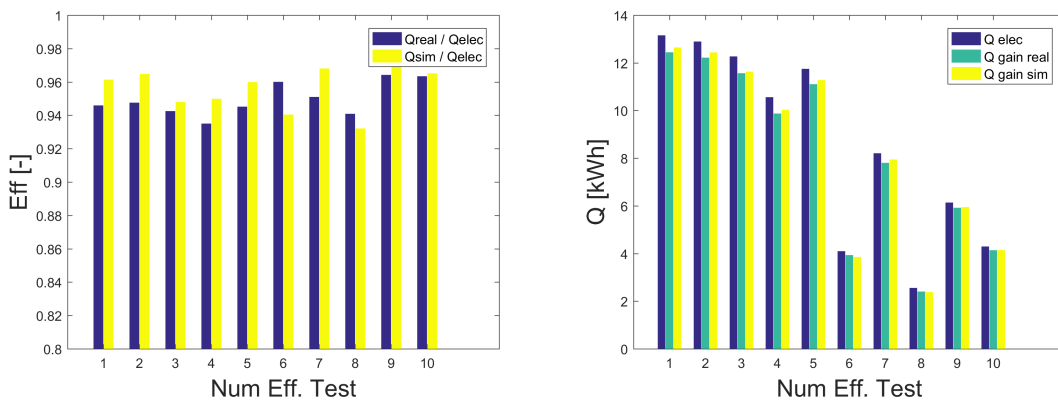 1
0.98
0.96
0.94
0.92
0.9
0.88
0.86
0.84
0.82
0.8
Eff [-]
Qreal / Qelec
Qsim / Qelec
1 2 3 4 5 6 7 8 9 10
Num Eff. Test
14
12
10
8
6
4
2
0
Q [kWh]
Q elec
Q gain real
Q gain sim
1 2 3 4 5 6 7 8 9 10
Num Eff. Test